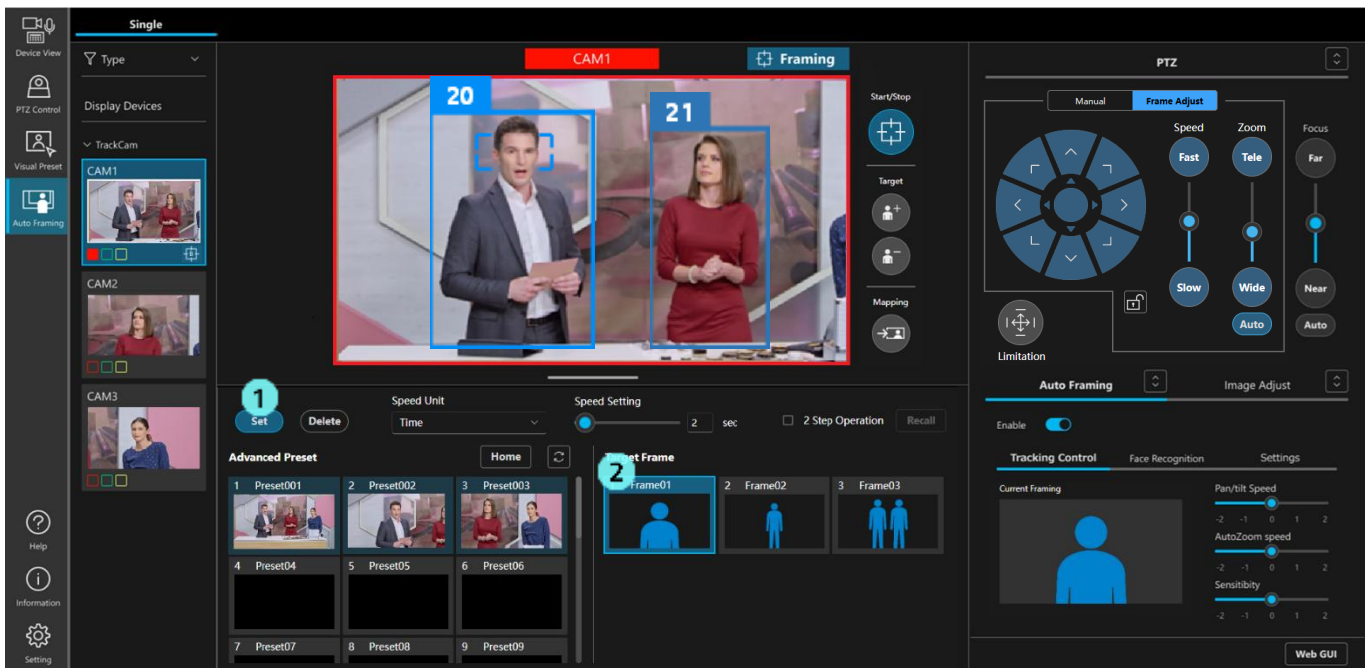 Single
Device View
PTZ Control
Visual Preset
Auto Framing
Help
Information
Setting
Type
Display Devices
TrackCam
CAM1
CAM2
CAM3
CAM1
Framing
20
21
Start/Stop
Target
Mapping
1
Set
Delete
Speed Unit
Time
Speed Setting
2 sec
2 Step Operation
Recall
Advanced Preset
Home
1 Preset001
2 Preset002
3 Preset003
4 Preset04
5 Preset05
6 Preset06
7 Preset07
8 Preset08
9 Preset09
2
Target Frame
Frame01
2 Frame02
3 Frame03
PTZ
Manual
Frame Adjust
Speed
Zoom
Focus
Fast
Tele
Far
Slow
Wide
Near
Auto
Auto
Limitation
Auto Framing
Image Adjust
Enable
Tracking Control
Face Recognition
Settings
Current Framing
Pan/tilt Speed
-2 -1 0 1 2
AutoZoom speed
-2 -1 0 1 2
Sensitibity
-2 -1 0 1 2
Web GUI